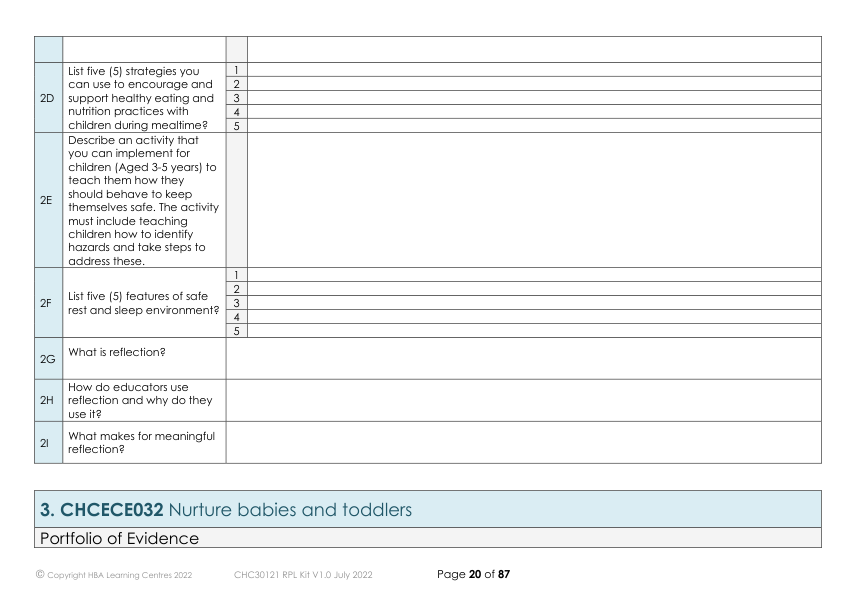 2D
List five (5) strategies you
can use to encourage and
support healthy eating and
nutrition practices with
children during mealtime?
1
2
3
4
5
2E
Describe an activity that
you can implement for
children (Aged 3-5 years) to
teach them how they
should behave to keep
themselves safe. The activity
must include teaching
children how to identify
hazards and take steps to
address these.
2F
List five (5) features of safe
rest and sleep environment?
1
2
3
4
5
2G
What is reflection?
2H
How do educators use
reflection and why do they
use it?
2I
What makes for meaningful
reflection?
3. CHCECE032 Nurture babies and toddlers
Portfolio of Evidence
© Copyright HBA Learning Centres 2022 CHC30121 RPL Kit V1.0 July 2022 Page 20 of 87